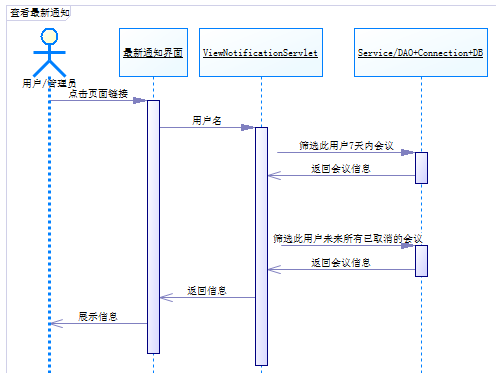 查看最新通知
用户/管理员
最新通知界面
ViewNotificationServlet
Service/DAO+Connection+DB
点击页面链接
用户名
筛选此用户7天内会议
返回会议信息
筛选此用户未来所有已取消的会议
返回会议信息
返回信息
展示信息